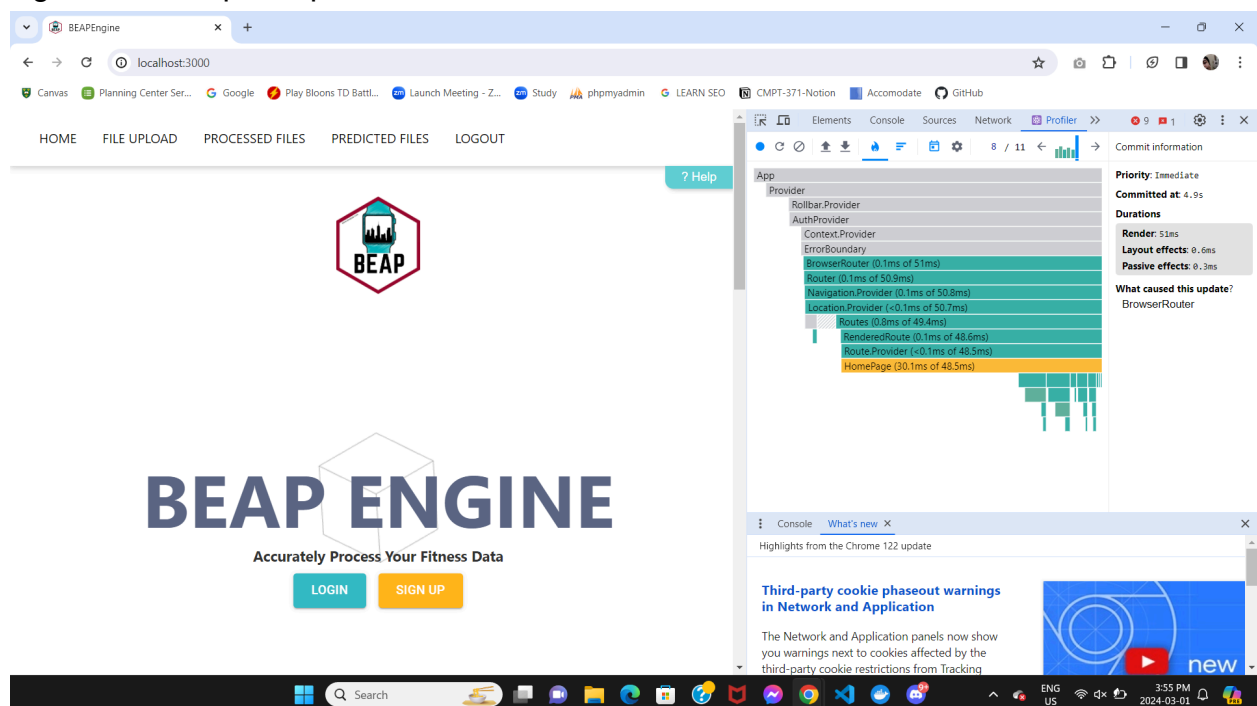 BEAPEngine
localhost:3000
Canvas Planning Center Ser... Google Play Bloons TD Battl... Launch Meeting - Z... Study phpmyadmin LEARN SEO CMPT-371-Notion Accomodate GitHub
HOME FILE UPLOAD PROCESSED FILES PREDICTED FILES LOGOUT
? Help
BEAP
BEAP ENGINE
Accurately Process Your Fitness Data
LOGIN SIGN UP
Elements Console Sources Network Profiler 9 1
8 / 11 Commit information
App
Provider
Rollbar.Provider
AuthProvider
Context.Provider
ErrorBoundary
BrowserRouter (0.1ms of 51ms)
Router (0.1ms of 50.9ms)
Navigation.Provider (0.1ms of 50.8ms)
Location.Provider (<0.1ms of 50.7ms)
Routes (0.8ms of 49.4ms)
RenderedRoute (0.1ms of 48.6ms)
Route.Provider (<0.1ms of 48.5ms)
HomePage (30.1ms of 48.5ms)
Priority: Immediate
Committed at: 4.9s
Durations
Render: 51ms
Layout effects: 0.6ms
Passive effects: 0.3ms
What caused this update?
BrowserRouter
Console What's new
Highlights from the Chrome 122 update
Third-party cookie phaseout warnings
in Network and Application
The Network and Application panels now show
you warnings next to cookies affected by the
third-party cookie restrictions from Tracking
new
Search
ENG
US
3:55 PM
2024-03-01